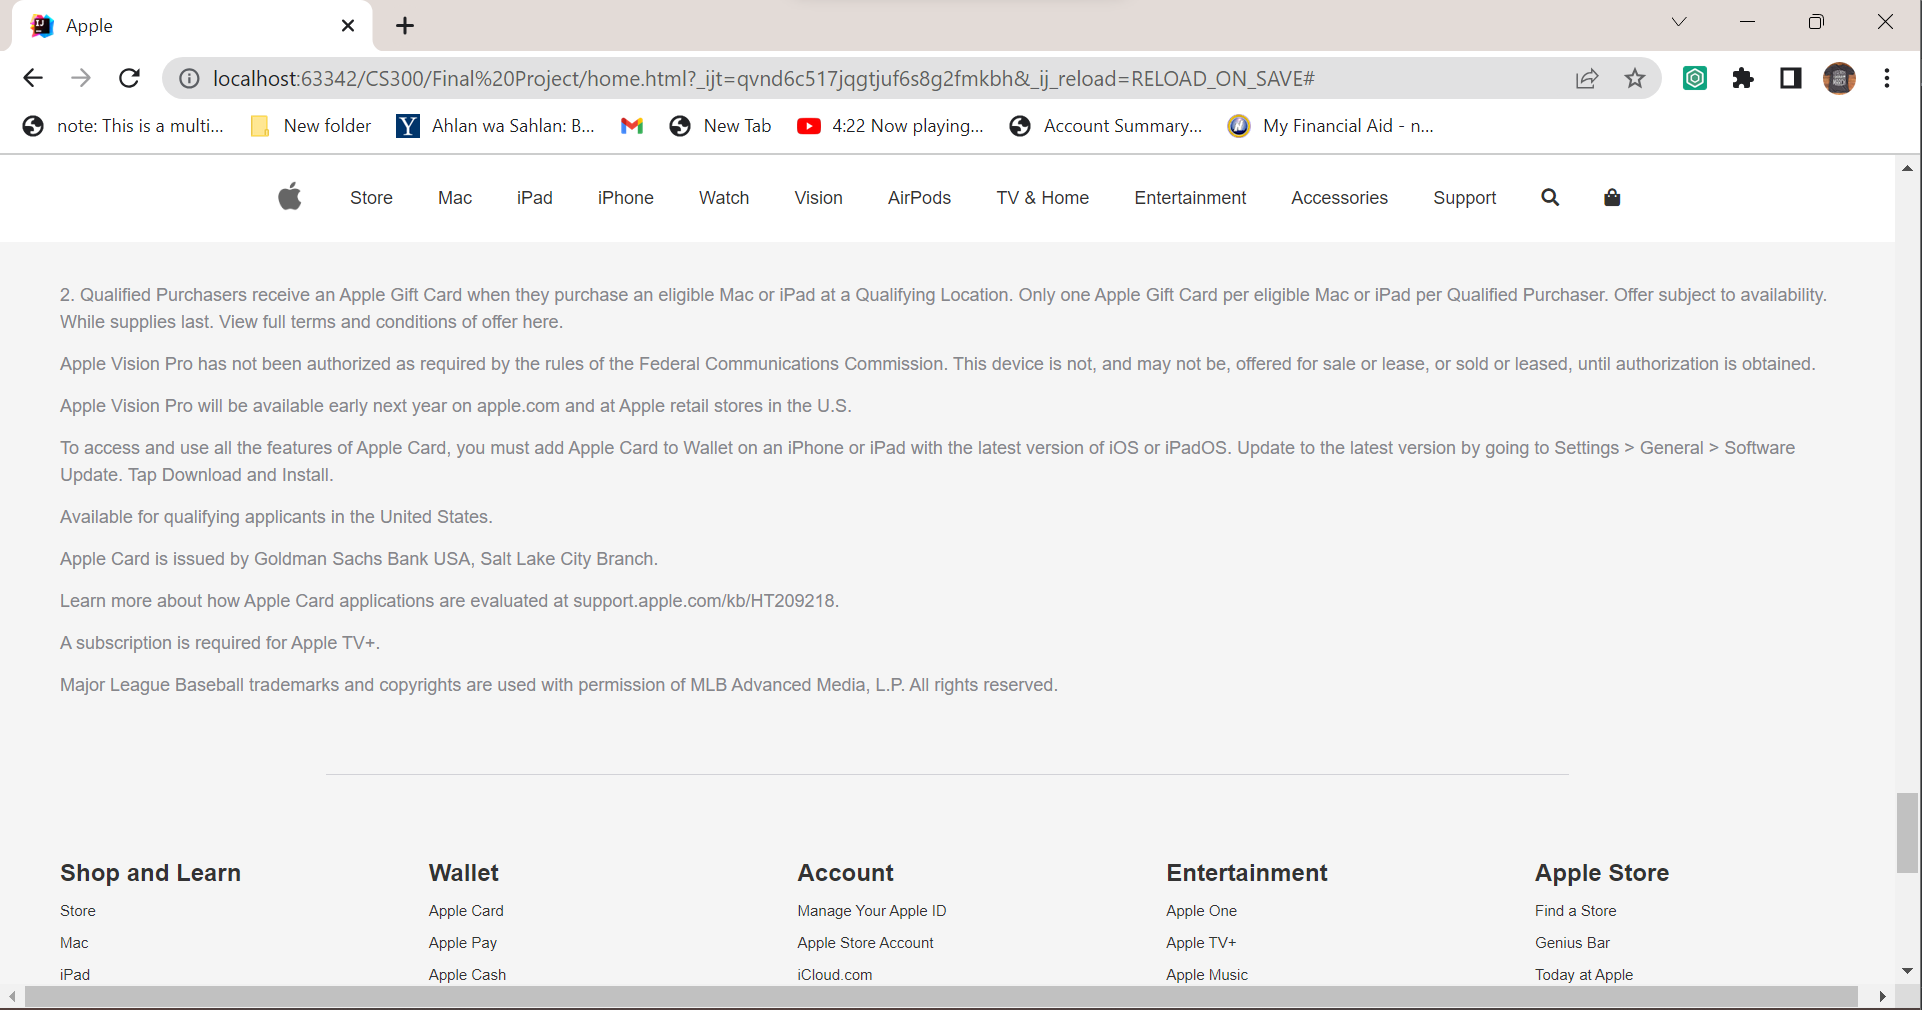 Apple
localhost:63342/CS300/Final%20Project/home.html?_ijt=qvnd6c517jqgtjuf6s8g2fmkbh&_ij_reload=RELOAD_ON_SAVE#
note: This is a multi... New folder Y Ahlan wa Sahlan: B... New Tab 4:22 Now playing... Account Summary... My Financial Aid - n...
Store Mac iPad iPhone Watch Vision AirPods TV & Home Entertainment Accessories Support
2. Qualified Purchasers receive an Apple Gift Card when they purchase an eligible Mac or iPad at a Qualifying Location. Only one Apple Gift Card per eligible Mac or iPad per Qualified Purchaser. Offer subject to availability.
While supplies last. View full terms and conditions of offer here.
Apple Vision Pro has not been authorized as required by the rules of the Federal Communications Commission. This device is not, and may not be, offered for sale or lease, or sold or leased, until authorization is obtained.
Apple Vision Pro will be available early next year on apple.com and at Apple retail stores in the U.S.
To access and use all the features of Apple Card, you must add Apple Card to Wallet on an iPhone or iPad with the latest version of iOS or iPadOS. Update to the latest version by going to Settings > General > Software
Update. Tap Download and Install.
Available for qualifying applicants in the United States.
Apple Card is issued by Goldman Sachs Bank USA, Salt Lake City Branch.
Learn more about how Apple Card applications are evaluated at support.apple.com/kb/HT209218.
A subscription is required for Apple TV+.
Major League Baseball trademarks and copyrights are used with permission of MLB Advanced Media, L.P. All rights reserved.
Shop and Learn Wallet Account Entertainment Apple Store
Store Apple Card Manage Your Apple ID Apple One Find a Store
Mac Apple Pay Apple Store Account Apple TV+ Genius Bar
iPad Apple Cash iCloud.com Apple Music Today at Apple